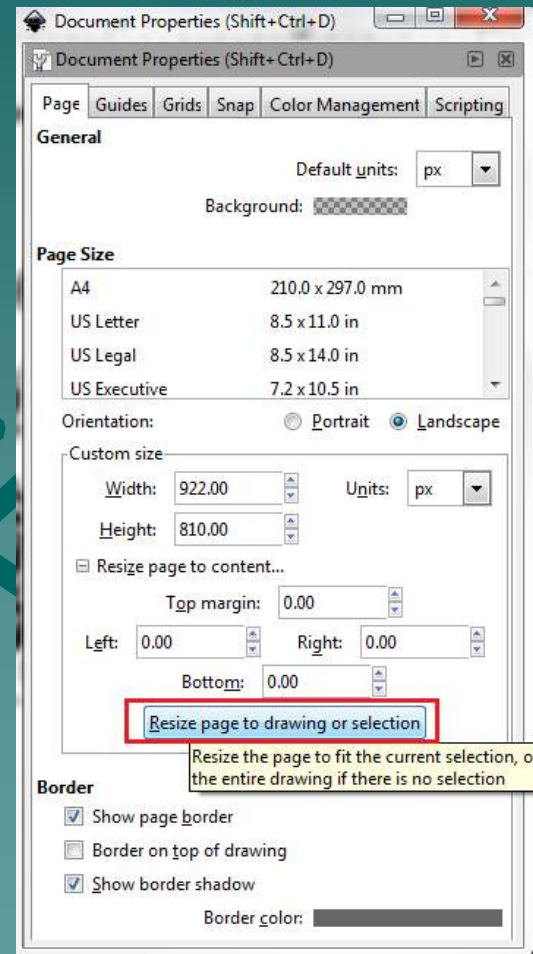 Document Properties (Shift+Ctrl+D)
Document Properties (Shift+Ctrl+D)
Page Guides Grids Snap Color Management Scripting
General
Default units: px
Background:
Page Size
A4 210.0 x 297.0 mm
US Letter 8.5 x 11.0 in
US Legal 8.5 x 14.0 in
US Executive 7.2 x 10.5 in
Orientation: Portrait Landscape
Custom size
Width: 922.00 Units: px
Height: 810.00
Resize page to content...
Top margin: 0.00
Left: 0.00 Right: 0.00
Bottom: 0.00
Resize page to drawing or selection
Resize the page to fit the current selection, o
the entire drawing if there is no selection
Border
Show page border
Border on top of drawing
Show border shadow
Border color: